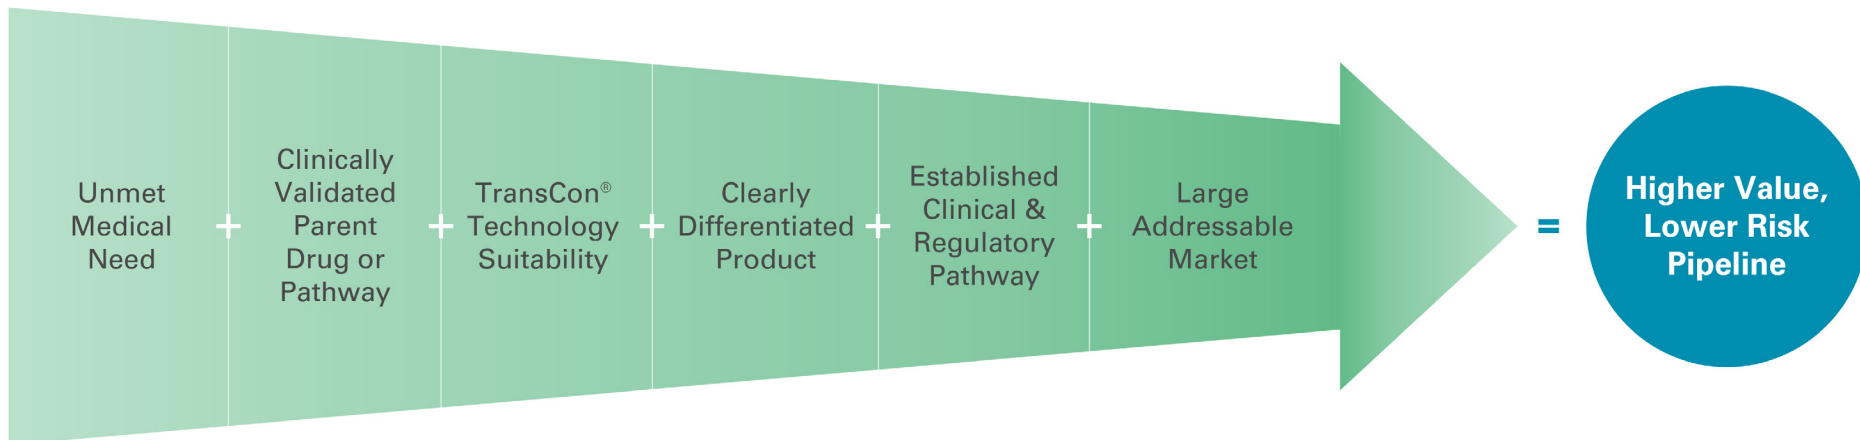 Unmet
Medical
Need
+
Clinically
Validated
Parent
Drug or
Pathway
+
TransCon®
Technology
Suitability
+
Clearly
Differentiated
Product
+
Established
Clinical &
Regulatory
Pathway
+
Large
Addressable
Market
=
Higher Value,
Lower Risk
Pipeline